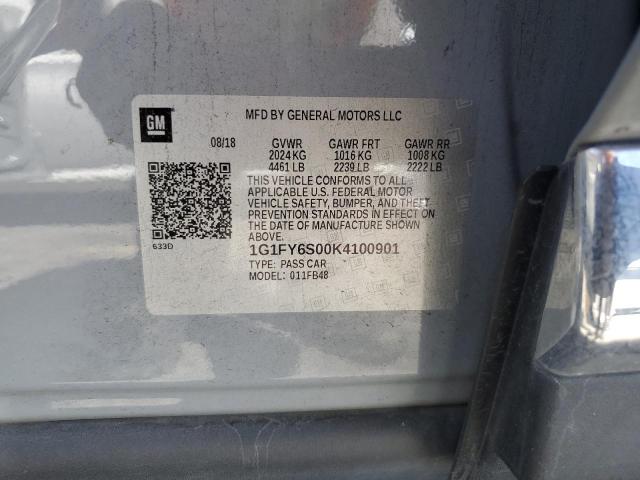 GM
MFD BY GENERAL MOTORS LLC
08/18 GVWR GAWR FRT GAWR RR
2024 KG 1016 KG 1008 KG
4461 LB 2239 LB 2222 LB
THIS VEHICLE CONFORMS TO ALL
APPLICABLE U.S. FEDERAL MOTOR
VEHICLE SAFETY, BUMPER, AND THEFT
PREVENTION STANDARDS IN EFFECT ON
THE DATE OF MANUFACTURE SHOWN
ABOVE.
633D
1G1FY6S00K4100901
TYPE: PASS CAR
MODEL: 011FB48